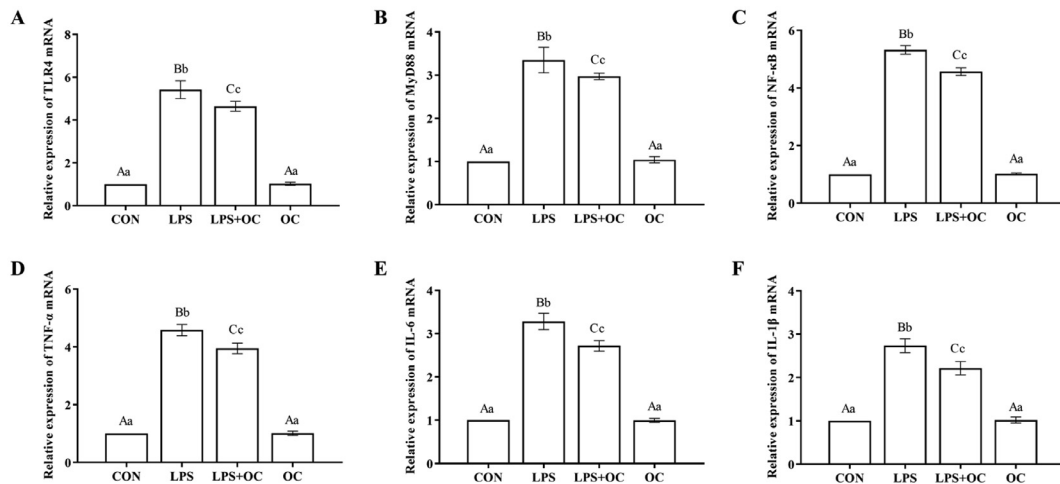 A
Relative expression of TLR4 mRNA
8
6
4
2
0
Aa
Bb
Cc
Aa
CON LPS LPS+OC OC
B
Relative expression of MyD88 mRNA
4
3
2
1
0
Aa
Bb
Cc
Aa
CON LPS LPS+OC OC
C
Relative expression of NF-κB mRNA
6
4
2
0
Aa
Bb
Cc
Aa
CON LPS LPS+OC OC
D
Relative expression of TNF-α mRNA
6
4
2
0
Aa
Bb
Cc
Aa
CON LPS LPS+OC OC
E
Relative expression of IL-6 mRNA
4
3
2
1
0
Aa
Bb
Cc
Aa
CON LPS LPS+OC OC
F
Relative expression of IL-1β mRNA
4
3
2
1
0
Aa
Bb
Cc
Aa
CON LPS LPS+OC OC